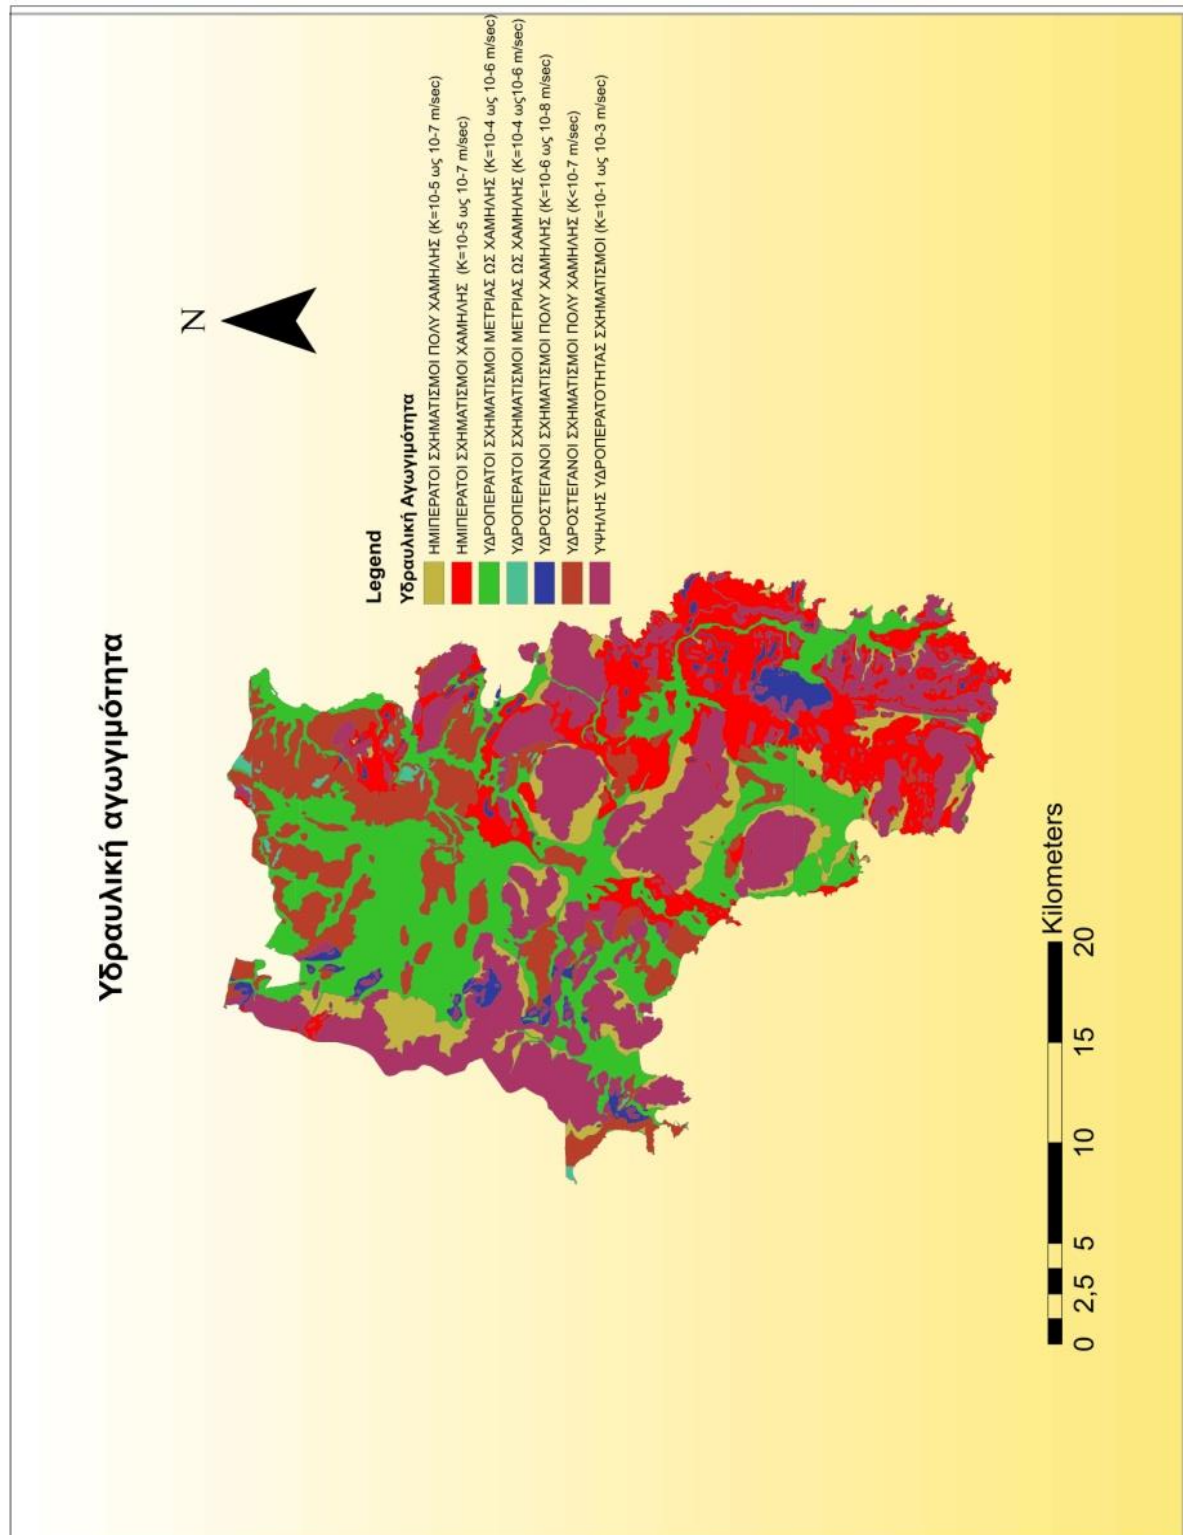 Υδραυλική αγωγιμότητα
N
Legend
Υδραυλική Αγωγιμότητα
ΗΜΙΠΕΡΑΤΟΙ ΣΧΗΜΑΤΙΣΜΟΙ ΠΟΛΥ ΧΑΜΗΛΗΣ (Κ=10-5 ως 10-7 m/sec)
ΗΜΙΠΕΡΑΤΟΙ ΣΧΗΜΑΤΙΣΜΟΙ ΧΑΜΗΛΗΣ (Κ=10-5 ως 10-7 m/sec)
ΥΔΡΟΠΕΡΑΤΟΙ ΣΧΗΜΑΤΙΣΜΟΙ ΜΕΤΡΙΑΣ ΩΣ ΧΑΜΗΛΗΣ (Κ=10-4 ως 10-6 m/sec)
ΥΔΡΟΠΕΡΑΤΟΙ ΣΧΗΜΑΤΙΣΜΟΙ ΜΕΤΡΙΑΣ ΩΣ ΧΑΜΗΛΗΣ (Κ=10-4 ως10-6 m/sec)
ΥΔΡΟΣΤΕΓΑΝΟΙ ΣΧΗΜΑΤΙΣΜΟΙ ΠΟΛΥ ΧΑΜΗΛΗΣ (Κ=10-6 ως 10-8 m/sec)
ΥΔΡΟΣΤΕΓΑΝΟΙ ΣΧΗΜΑΤΙΣΜΟΙ ΠΟΛΥ ΧΑΜΗΛΗΣ (Κ<10-7 m/sec)
ΥΨΗΛΗΣ ΥΔΡΟΠΕΡΑΤΟΤΗΤΑΣ ΣΧΗΜΑΤΙΣΜΟΙ (Κ=10-1 ως 10-3 m/sec)
Kilometers
0 2,5 5 10 15 20